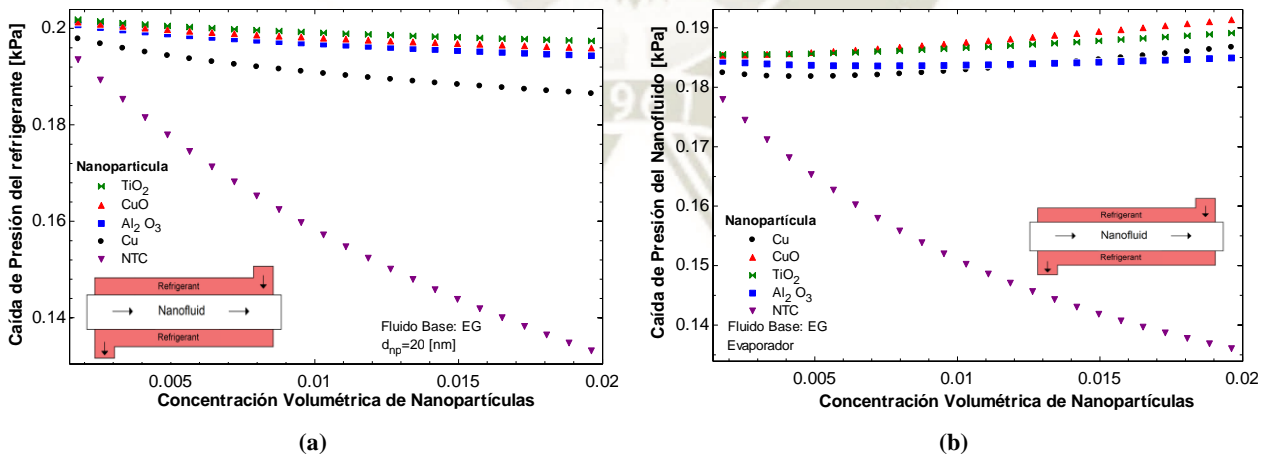 Caída de Presión del refrigerante [kPa]
0.2
0.18
0.16
0.14
Nanoparticula
TiO2
CuO
Al2 O3
Cu
NTC
Refrigerant
Nanofluid
Refrigerant
Fluido Base: EG
dnp=20 [nm]
0.005
0.01
0.015
0.02
Concentración Volumétrica de Nanopartículas
(a)
Caída de Presión del Nanofluido [kPa]
0.19
0.18
0.17
0.16
0.15
0.14
1961
Nanopartícula
Cu
CuO
TiO2
Al2 O3
NTC
Fluido Base: EG
Evaporador
Refrigerant
Nanofluid
Refrigerant
0.005
0.01
0.015
0.02
Concentración Volumétrica de Nanopartículas
(b)